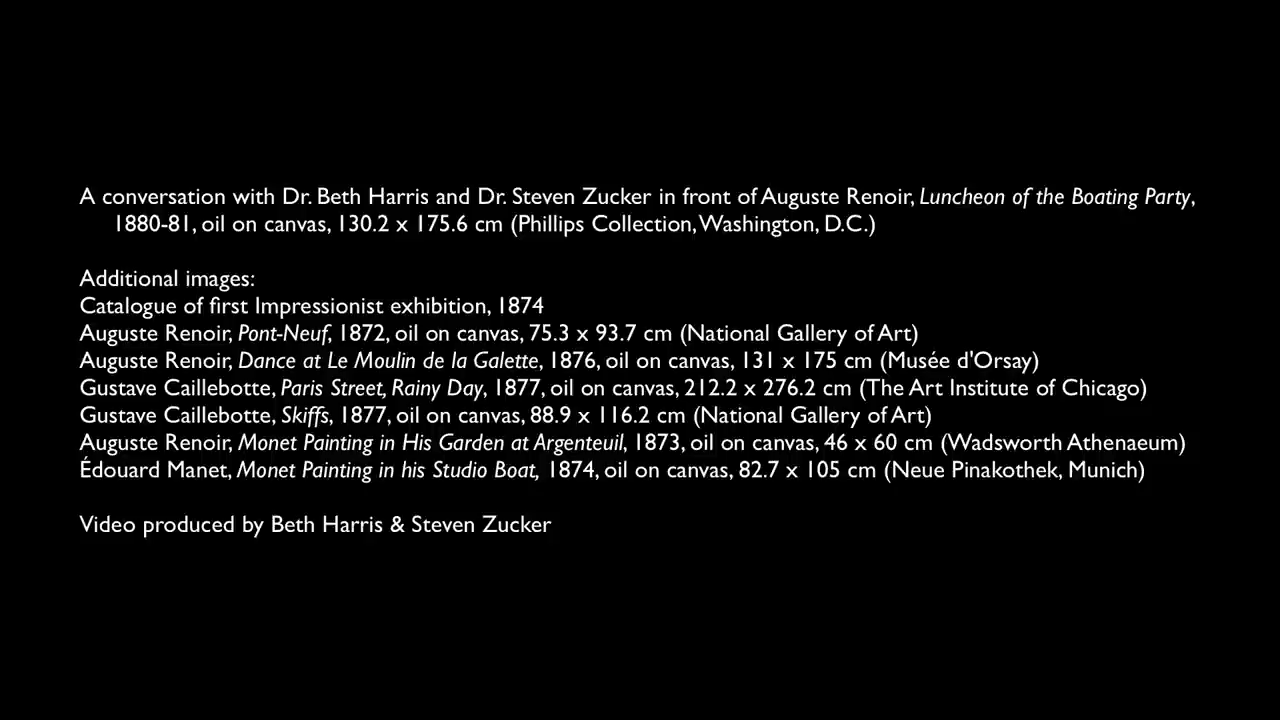 A conversation with Dr. Beth Harris and Dr. Steven Zucker in front of Auguste Renoir, Luncheon of the Boating Party,
1880-81, oil on canvas, 130.2 x 175.6 cm (Phillips Collection, Washington, D.C.)
Additional images:
Catalogue of first Impressionist exhibition, 1874
Auguste Renoir, Pont-Neuf, 1872, oil on canvas, 75.3 x 93.7 cm (National Gallery of Art)
Auguste Renoir, Dance at Le Moulin de la Galette, 1876, oil on canvas, 131 x 175 cm (Musée d'Orsay)
Gustave Caillebotte, Paris Street, Rainy Day, 1877, oil on canvas, 212.2 x 276.2 cm (The Art Institute of Chicago)
Gustave Caillebotte, Skiffs, 1877, oil on canvas, 88.9 x 116.2 cm (National Gallery of Art)
Auguste Renoir, Monet Painting in His Garden at Argenteuil, 1873, oil on canvas, 46 x 60 cm (Wadsworth Athenaeum)
Édouard Manet, Monet Painting in his Studio Boat, 1874, oil on canvas, 82.7 x 105 cm (Neue Pinakothek, Munich)
Video produced by Beth Harris & Steven Zucker